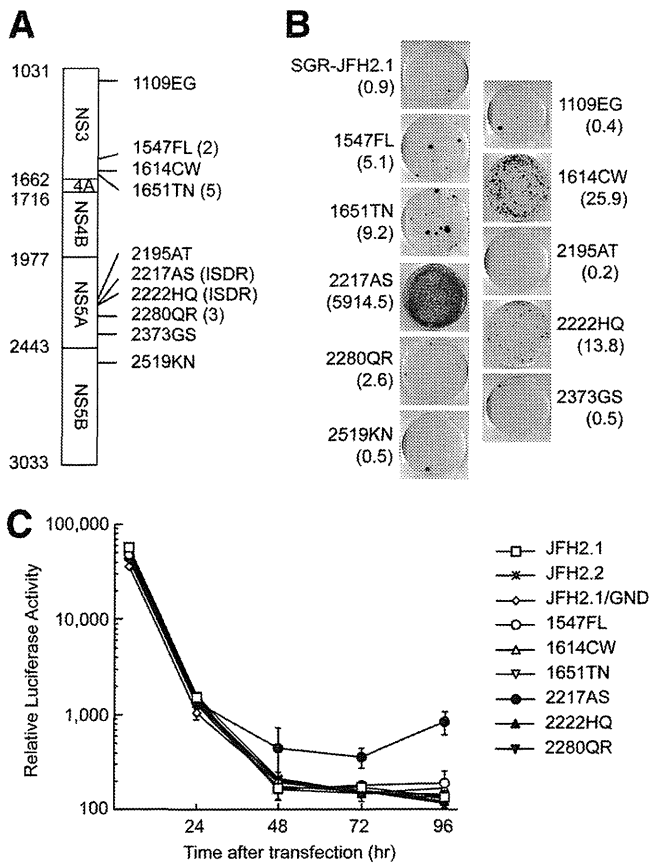 A
1031
1662
1716
1977
2443
3033
NS3
4A
NS4B
NS5A
NS5B
1109EG
1547FL (2)
1614CW
1651TN (5)
2195AT
2217AS (ISDR)
2222HQ (ISDR)
2280QR (3)
2373GS
2519KN
B
SGR-JFH2.1
(0.9)
1547FL
(5.1)
1651TN
(9.2)
2217AS
(5914.5)
2280QR
(2.6)
2519KN
(0.5)
1109EG
(0.4)
1614CW
(25.9)
2195AT
(0.2)
2222HQ
(13.8)
2373GS
(0.5)
C
Relative Luciferase Activity
100,000
10,000
1,000
100
24 48 72 96
Time after transfection (hr)
JFH2.1
JFH2.2
JFH2.1/GND
1547FL
1614CW
1651TN
2217AS
2222HQ
2280QR